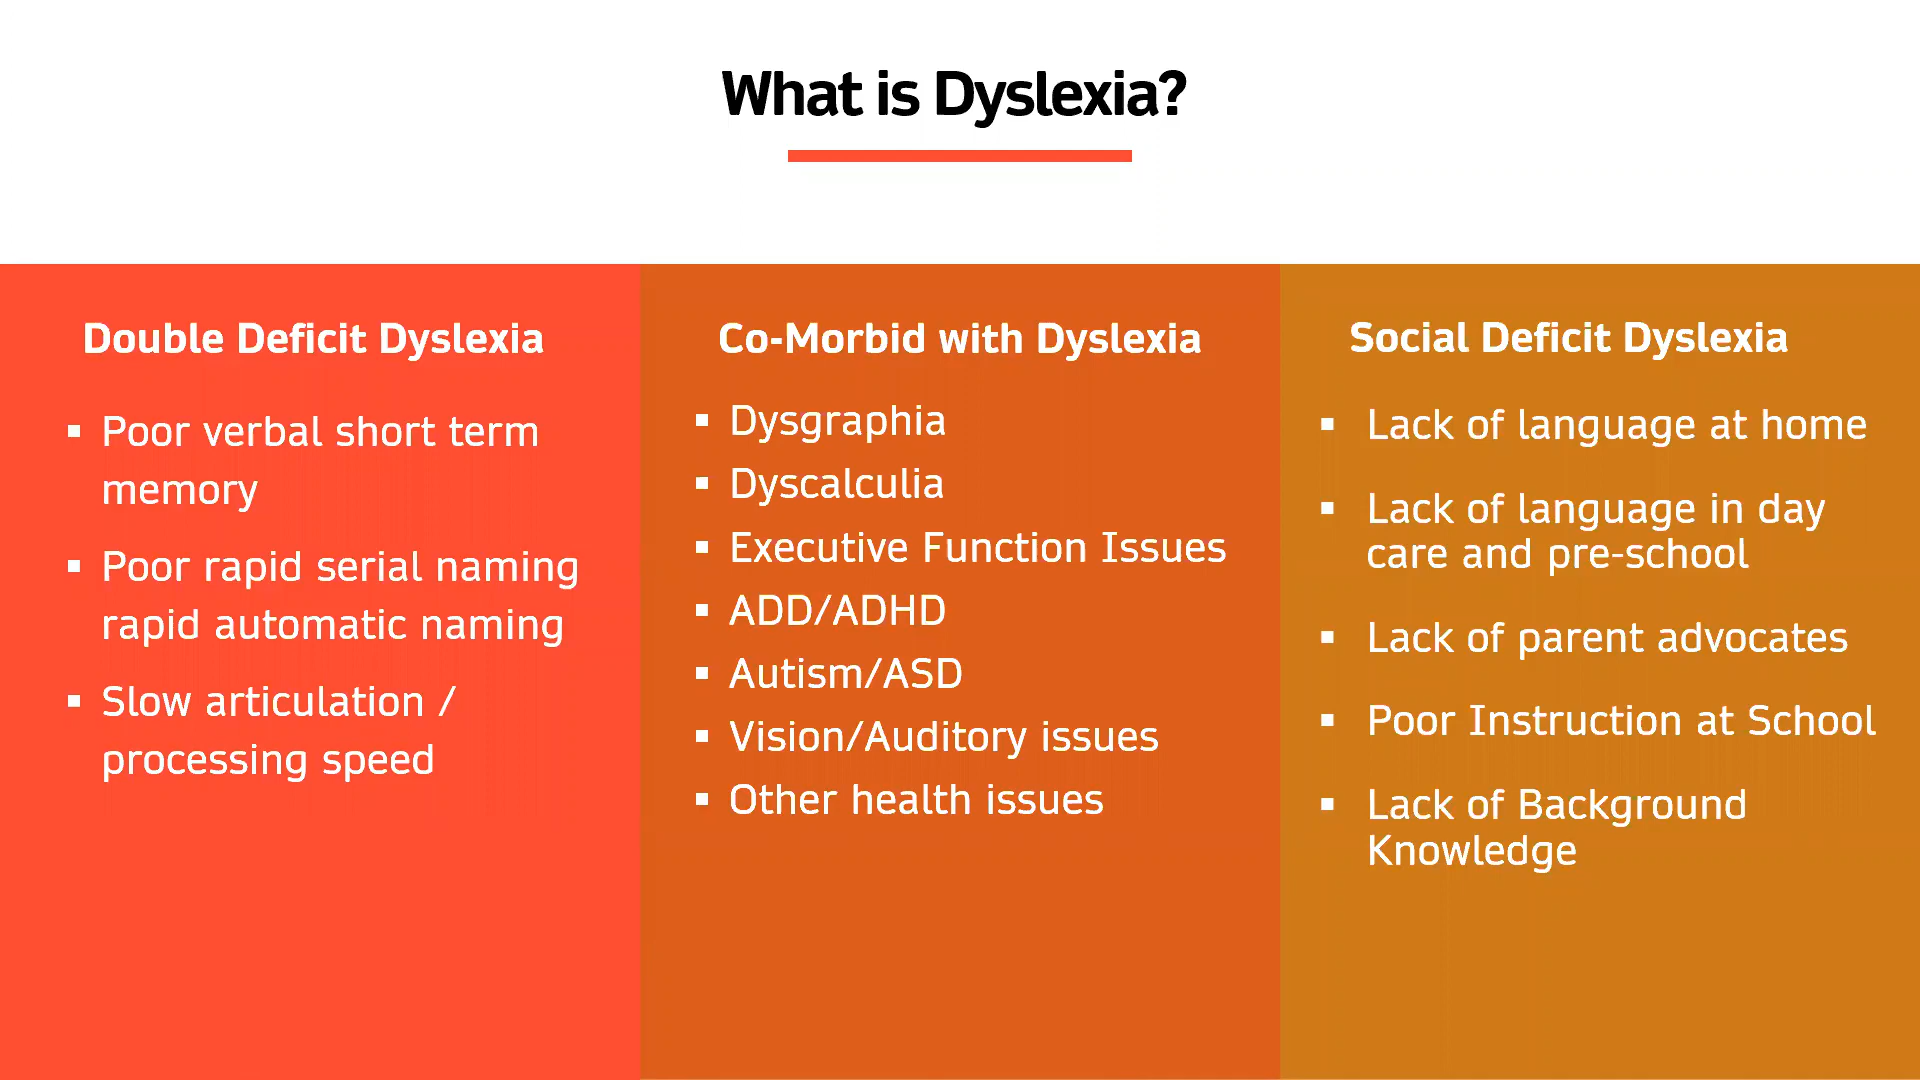 What is Dyslexia?
Double Deficit Dyslexia
▪ Poor verbal short term
memory
▪ Poor rapid serial naming
rapid automatic naming
▪ Slow articulation /
processing speed
Co-Morbid with Dyslexia
▪ Dysgraphia
▪ Dyscalculia
▪ Executive Function Issues
▪ ADD/ADHD
▪ Autism/ASD
▪ Vision/Auditory issues
▪ Other health issues
Social Deficit Dyslexia
▪ Lack of language at home
▪ Lack of language in day
care and pre-school
▪ Lack of parent advocates
▪ Poor Instruction at School
▪ Lack of Background
Knowledge